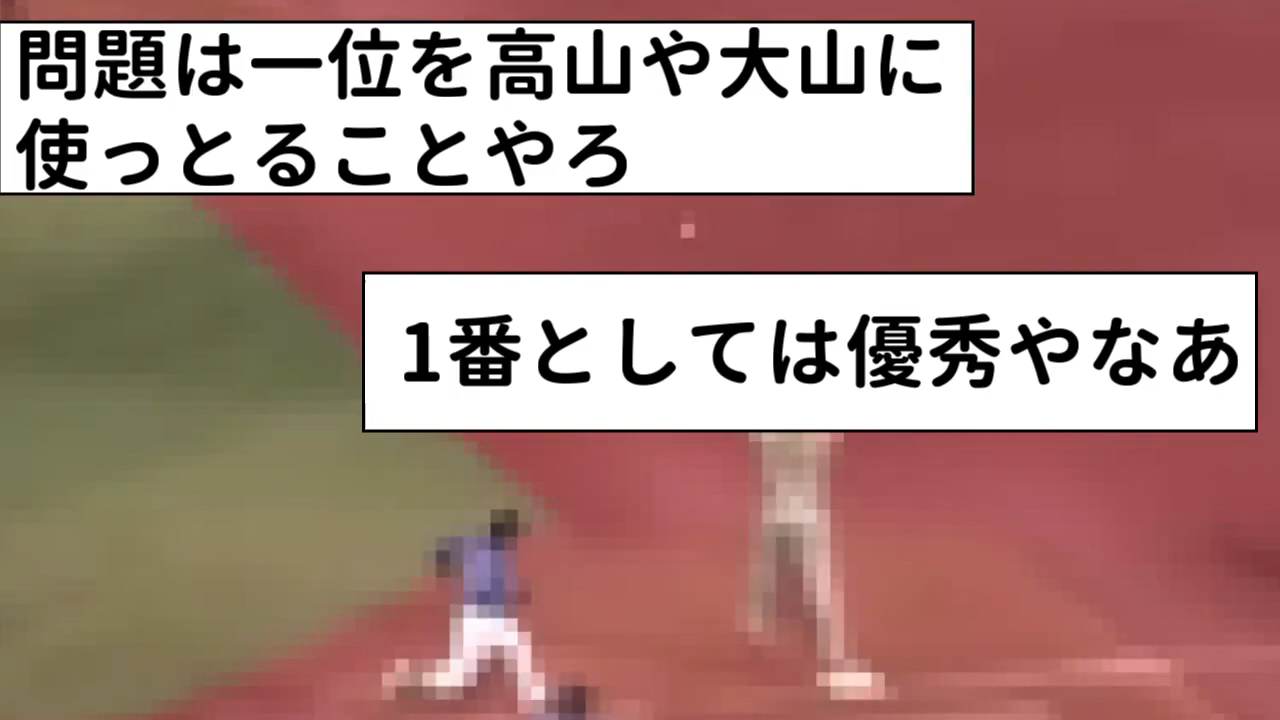 問題は一位を高山や大山に
使っとることやろ
1番としては優秀やなあ